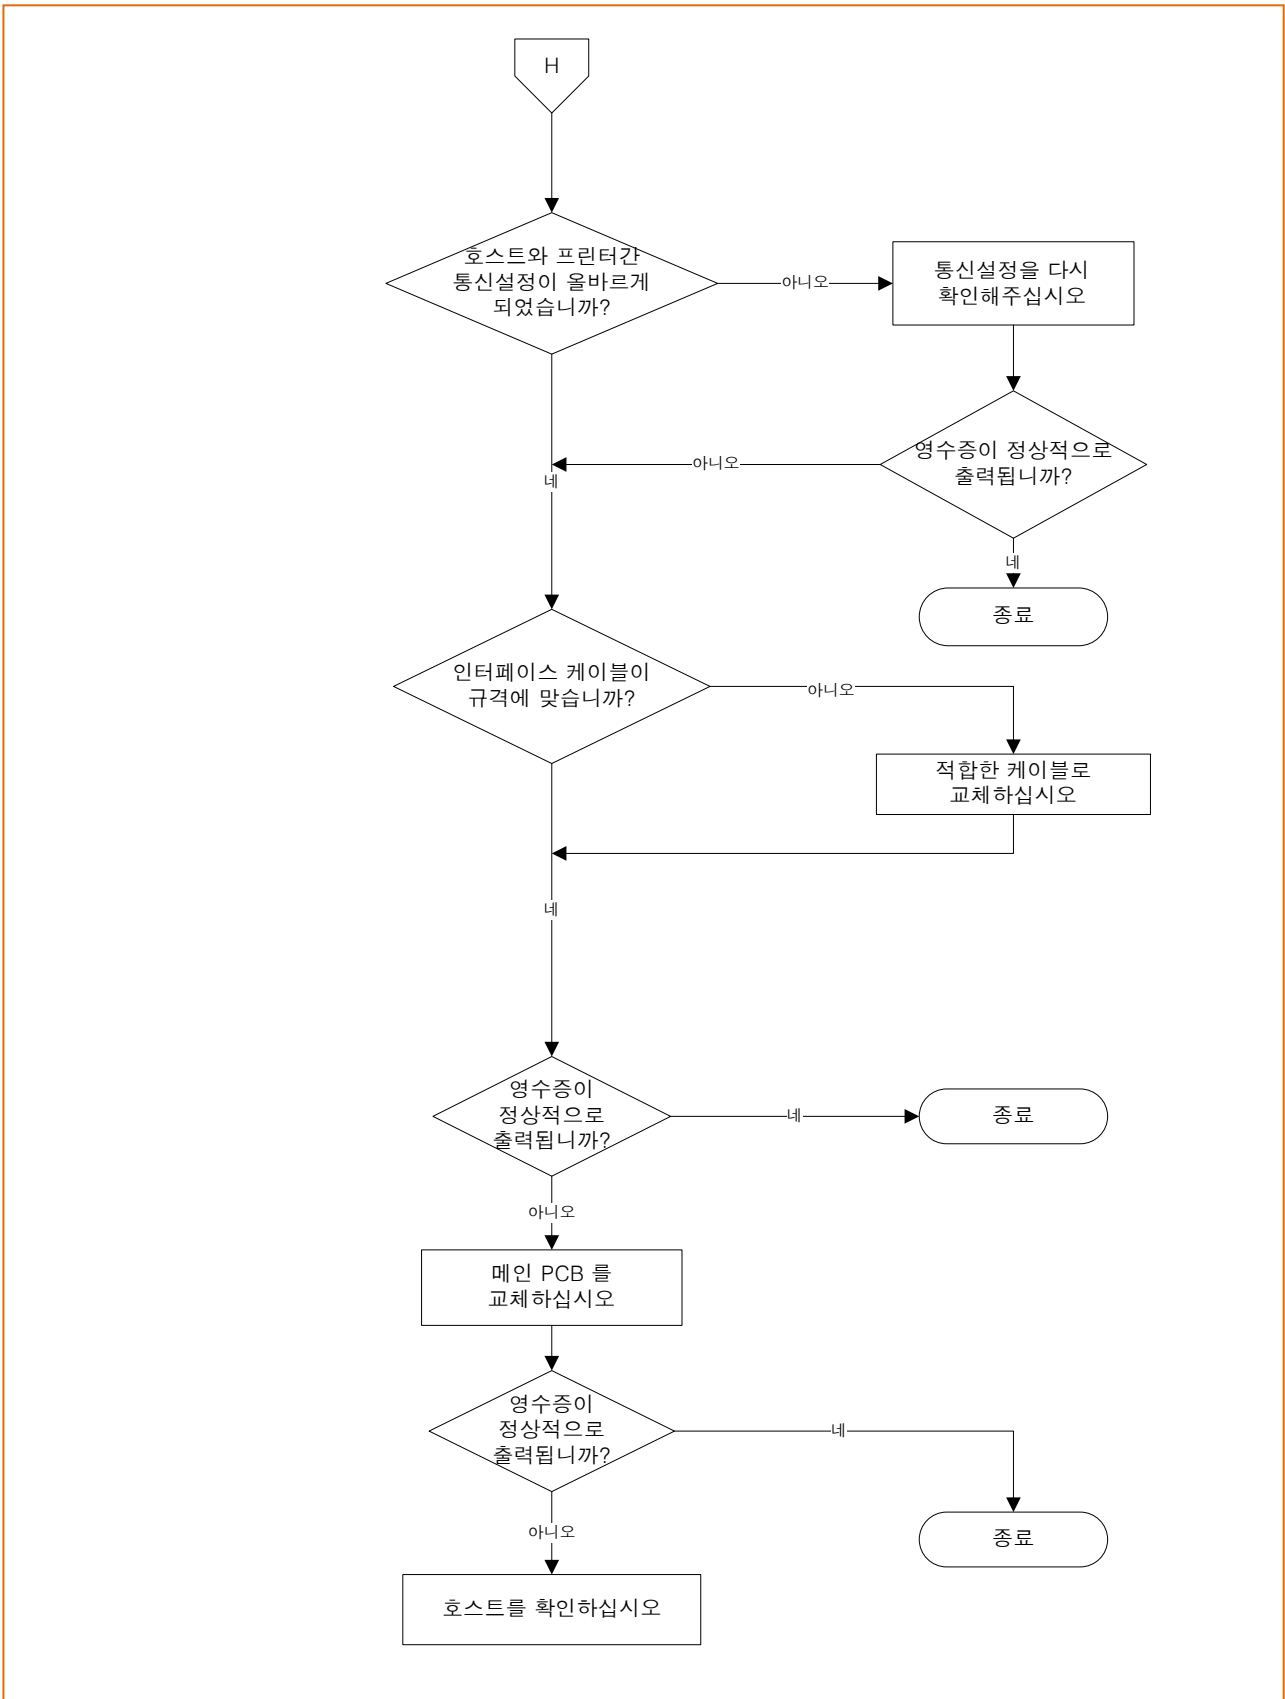 H
호스트와 프린터간
통신설정이 올바르게
되었습니까?
아니오
통신설정을 다시
확인해주십시오
영수증이 정상적으로
출력됩니까?
아니오
네
네
종료
인터페이스 케이블이
규격에 맞습니까?
아니오
적합한 케이블로
교체하십시오
네
영수증이
정상적으로
출력됩니까?
네
종료
아니오
메인 PCB 를
교체하십시오
영수증이
정상적으로
출력됩니까?
네
아니오
종료
호스트를 확인하십시오